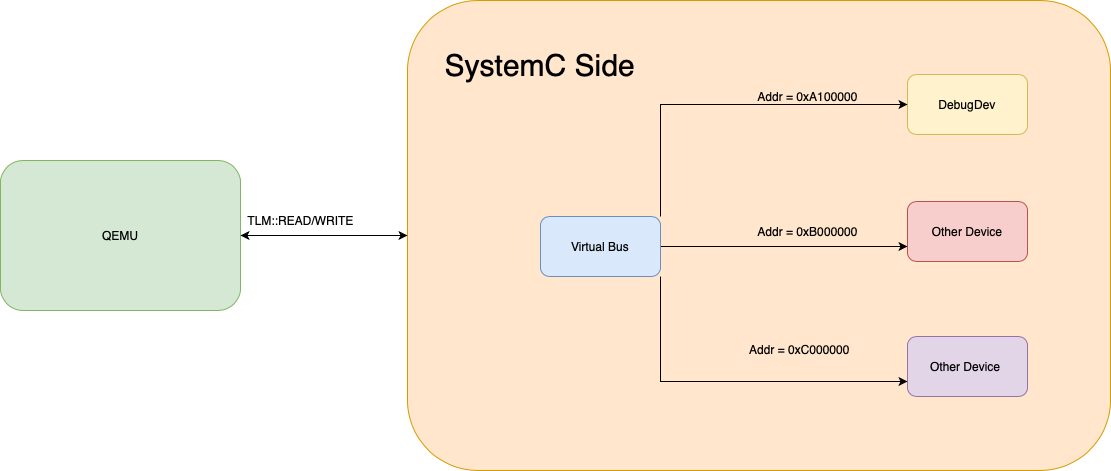 SystemC Side
Addr = 0xA100000
DebugDev
TLM::READ/WRITE
QEMU
Virtual Bus
Addr = 0xB000000
Other Device
Addr = 0xC000000
Other Device